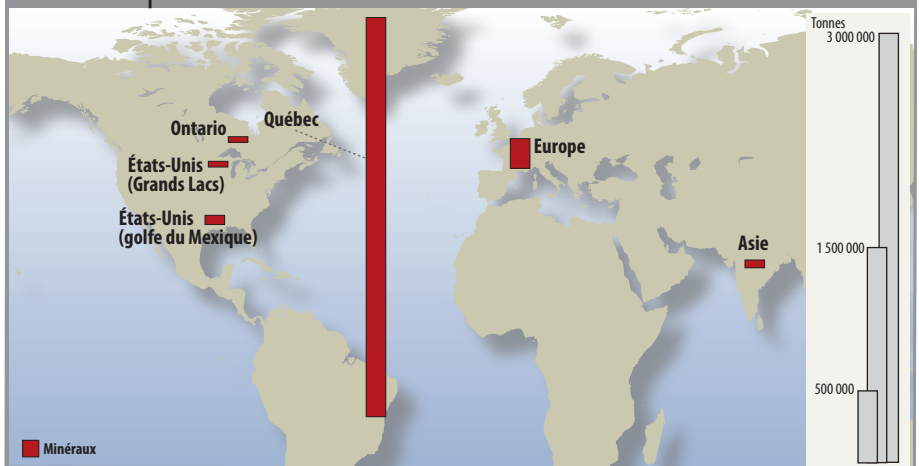 Tonnes
3 000 000
Québec
Ontario
Europe
États-Unis
(Grands Lacs)
États-Unis
(golfe du Mexique)
Asie
1 500 000
500 000
Minéraux